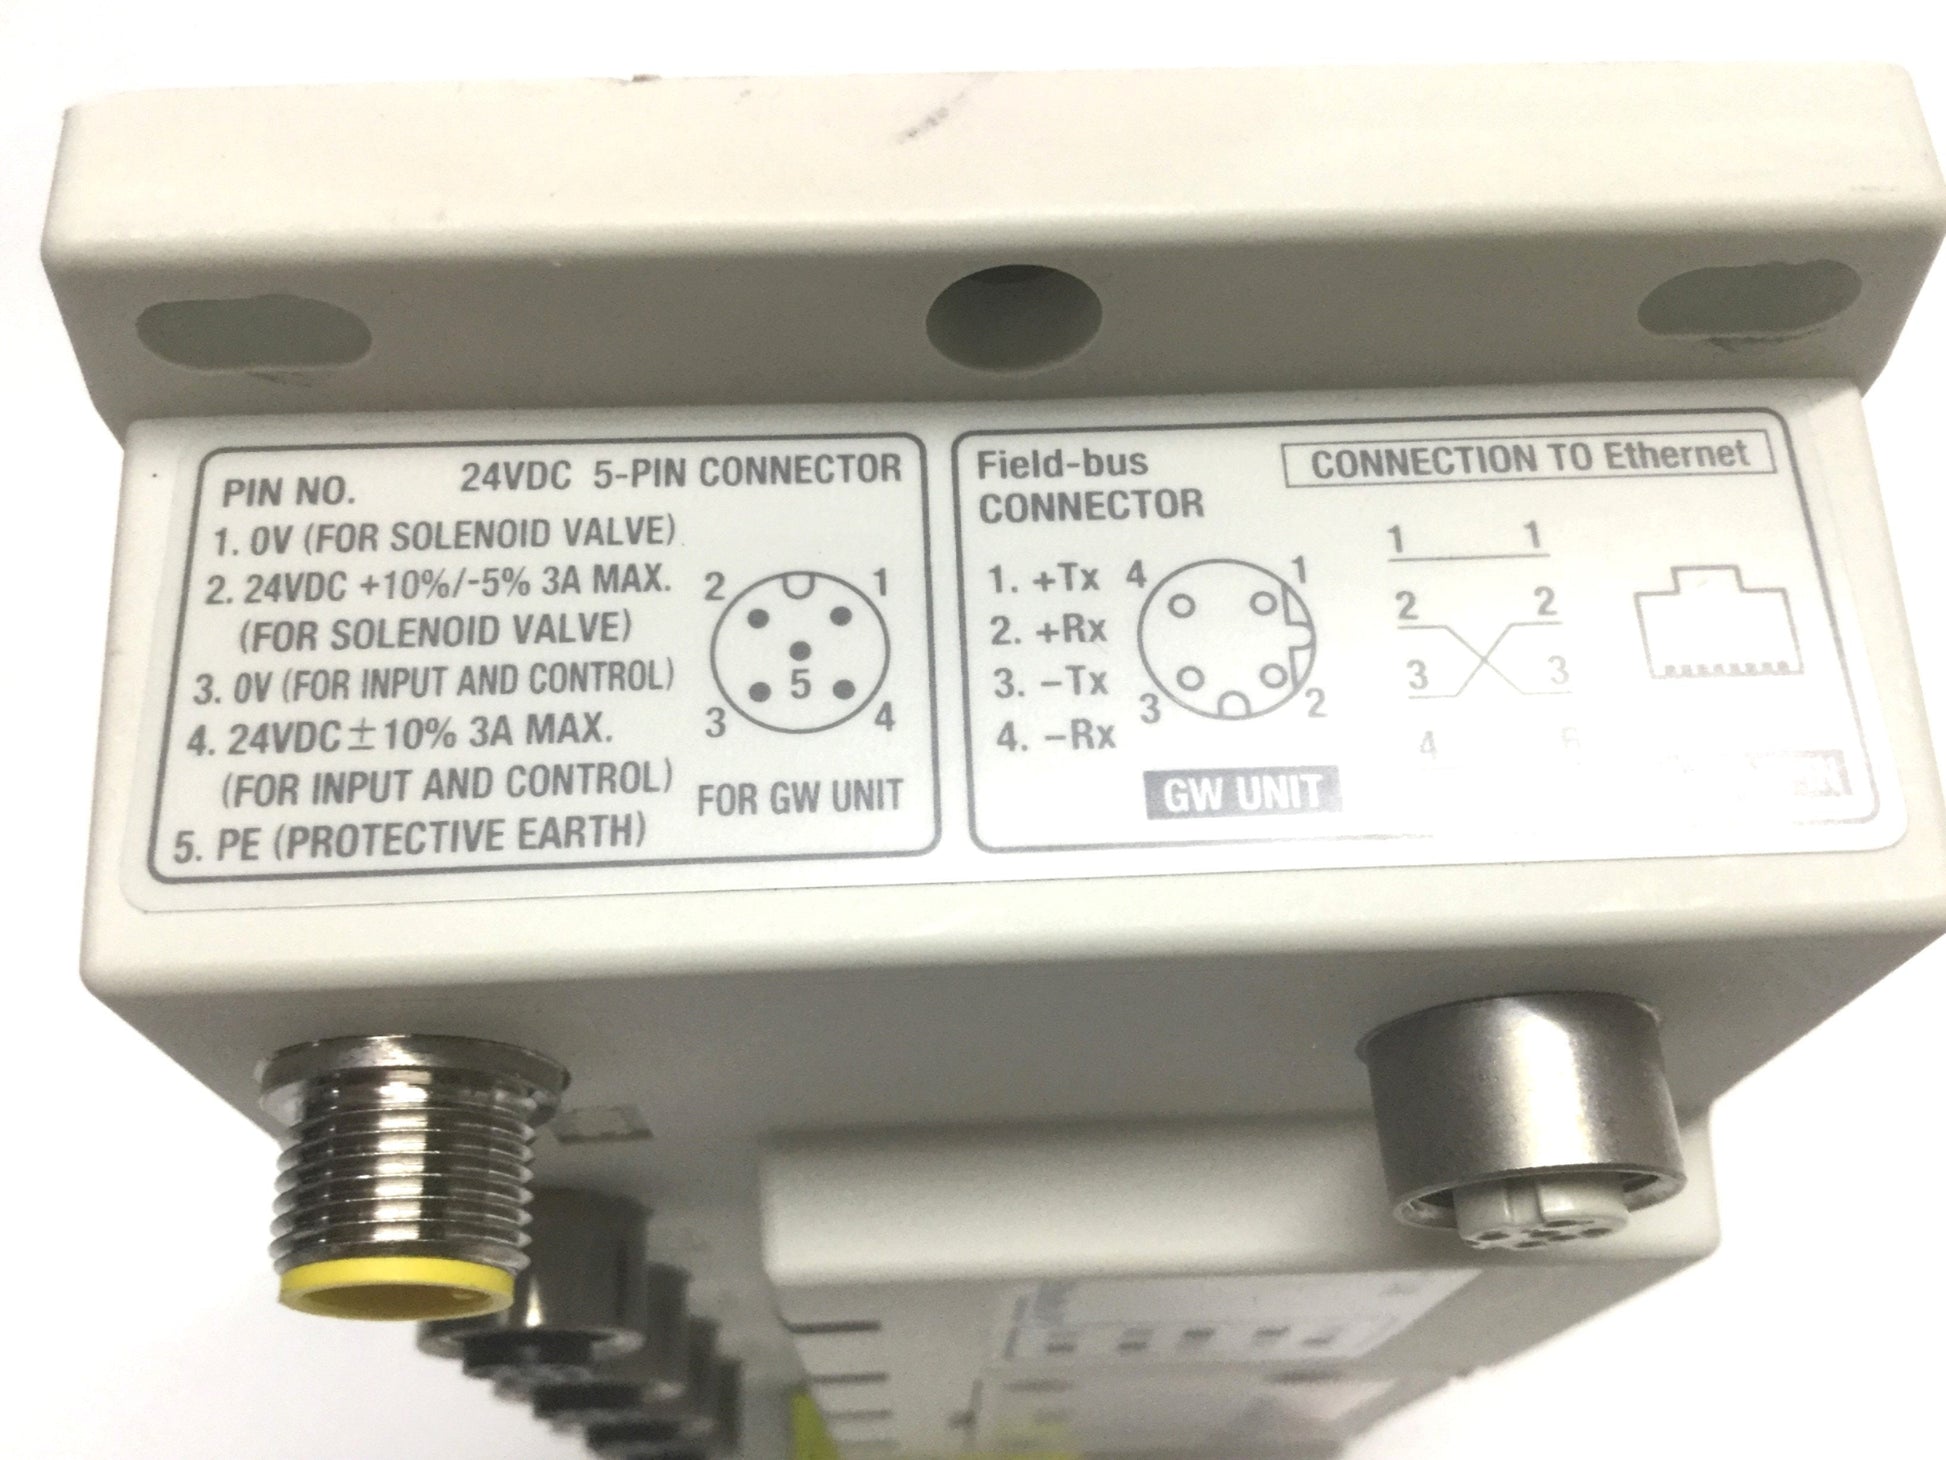 PIN NO. 24VDC 5-PIN CONNECTOR
1. 0V (FOR SOLENOID VALVE)
2. 24VDC +10%/-5% 3A MAX.
(FOR SOLENOID VALVE)
3. 0V (FOR INPUT AND CONTROL)
4. 24VDC±10% 3A MAX.
(FOR INPUT AND CONTROL)
5. PE (PROTECTIVE EARTH)
2 1
5
3 4
FOR GW UNIT
Field-bus
CONNECTOR
1. +Tx
2. +Rx
3. −Tx
4. −Rx
4 1
3 2
GW UNIT
CONNECTION TO Ethernet
1 1
2 2
3 3
4